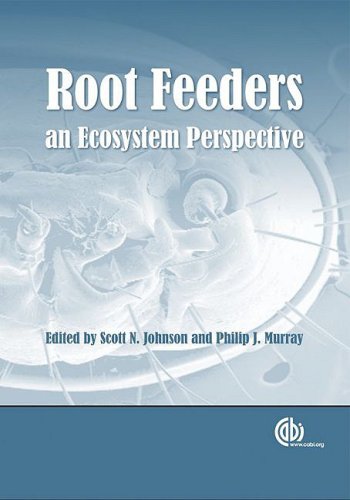 Root Feeders
an Ecosystem Perspective
Edited by Scott N. Johnson and Philip J. Murray
cabi
www.cabi.org